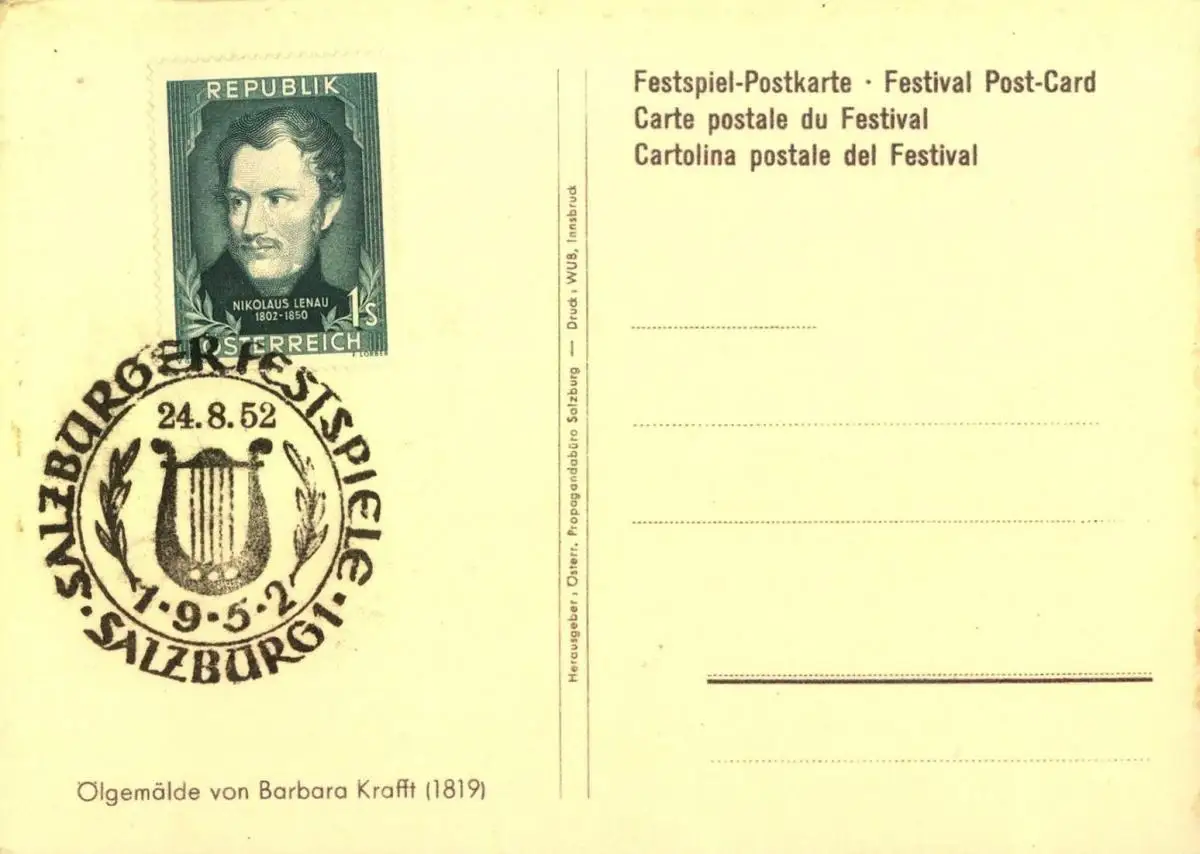 REPUBLIK
NIKOLAUS LENAU
1802-1850
1S
ÖSTERREICH
F. LORBER
SALZBURGER FESTSPIELE
24.8.52
1·9·5·2
·SALZBURG 1·
Ölgemälde von Barbara Krafft (1819)
Herausgeber: Österr. Propagandabüro Salzburg — Druck: WUB, Innsbruck
Festspiel-Postkarte · Festival Post-Card
Carte postale du Festival
Cartolina postale del Festival